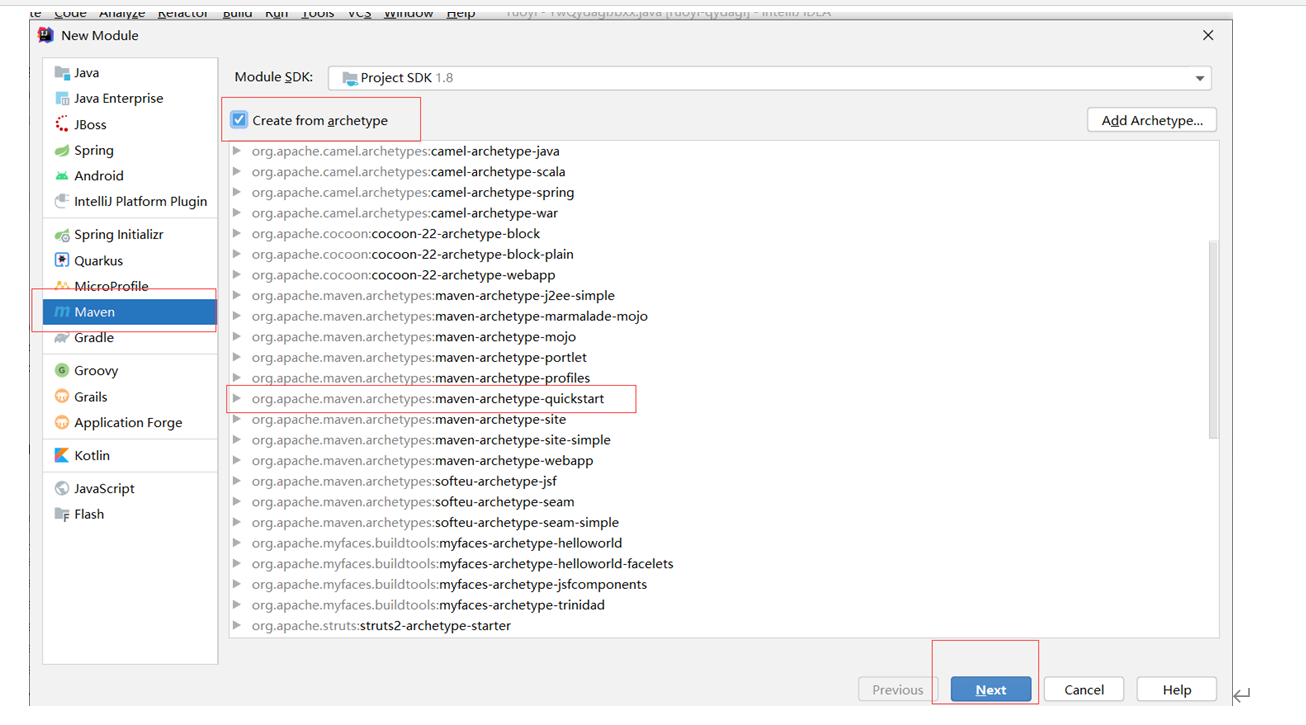 Code Analyze Refactor Build Run Tools VCS Window Help
New Module
Module SDK: Project SDK 1.8
Create from archetype
Add Archetype...
Java
Java Enterprise
JBoss
Spring
Android
IntelliJ Platform Plugin
Spring Initializr
Quarkus
MicroProfile
Maven
Gradle
Groovy
Grails
Application Forge
Kotlin
JavaScript
Flash
org.apache.camel.archetypes:camel-archetype-java
org.apache.camel.archetypes:camel-archetype-scala
org.apache.camel.archetypes:camel-archetype-spring
org.apache.camel.archetypes:camel-archetype-war
org.apache.cocoon:cocoon-22-archetype-block
org.apache.cocoon:cocoon-22-archetype-block-plain
org.apache.cocoon:cocoon-22-archetype-webapp
org.apache.maven.archetypes:maven-archetype-j2ee-simple
org.apache.maven.archetypes:maven-archetype-marmalade-mojo
org.apache.maven.archetypes:maven-archetype-mojo
org.apache.maven.archetypes:maven-archetype-portlet
org.apache.maven.archetypes:maven-archetype-profiles
org.apache.maven.archetypes:maven-archetype-quickstart
org.apache.maven.archetypes:maven-archetype-site
org.apache.maven.archetypes:maven-archetype-site-simple
org.apache.maven.archetypes:maven-archetype-webapp
org.apache.maven.archetypes:softeu-archetype-jsf
org.apache.maven.archetypes:softeu-archetype-seam
org.apache.maven.archetypes:softeu-archetype-seam-simple
org.apache.myfaces.buildtools:myfaces-archetype-helloworld
org.apache.myfaces.buildtools:myfaces-archetype-helloworld-facelets
org.apache.myfaces.buildtools:myfaces-archetype-jsfcomponents
org.apache.myfaces.buildtools:myfaces-archetype-trinidad
org.apache.struts:struts2-archetype-starter
Previous Next Cancel Help